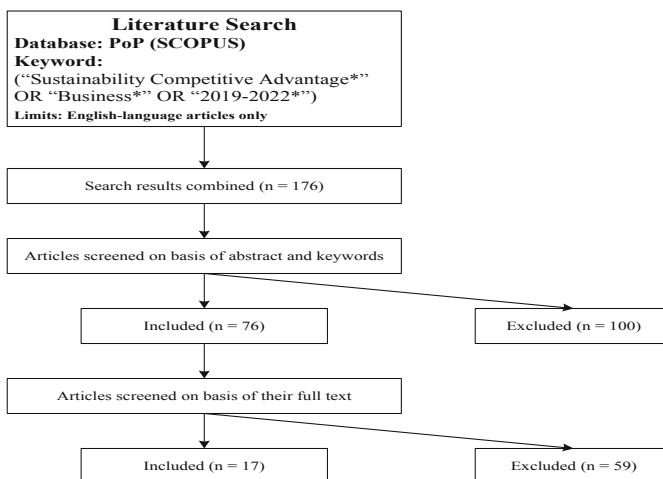 Literature Search
Database: PoP (SCOPUS)
Keyword:
(“Sustainability Competitive Advantage*”
OR “Business*” OR “2019-2022*”)
Limits: English-language articles only
Search results combined (n = 176)
Articles screened on basis of abstract and keywords
Included (n = 76)
Excluded (n = 100)
Articles screened on basis of their full text
Included (n = 17)
Excluded (n = 59)